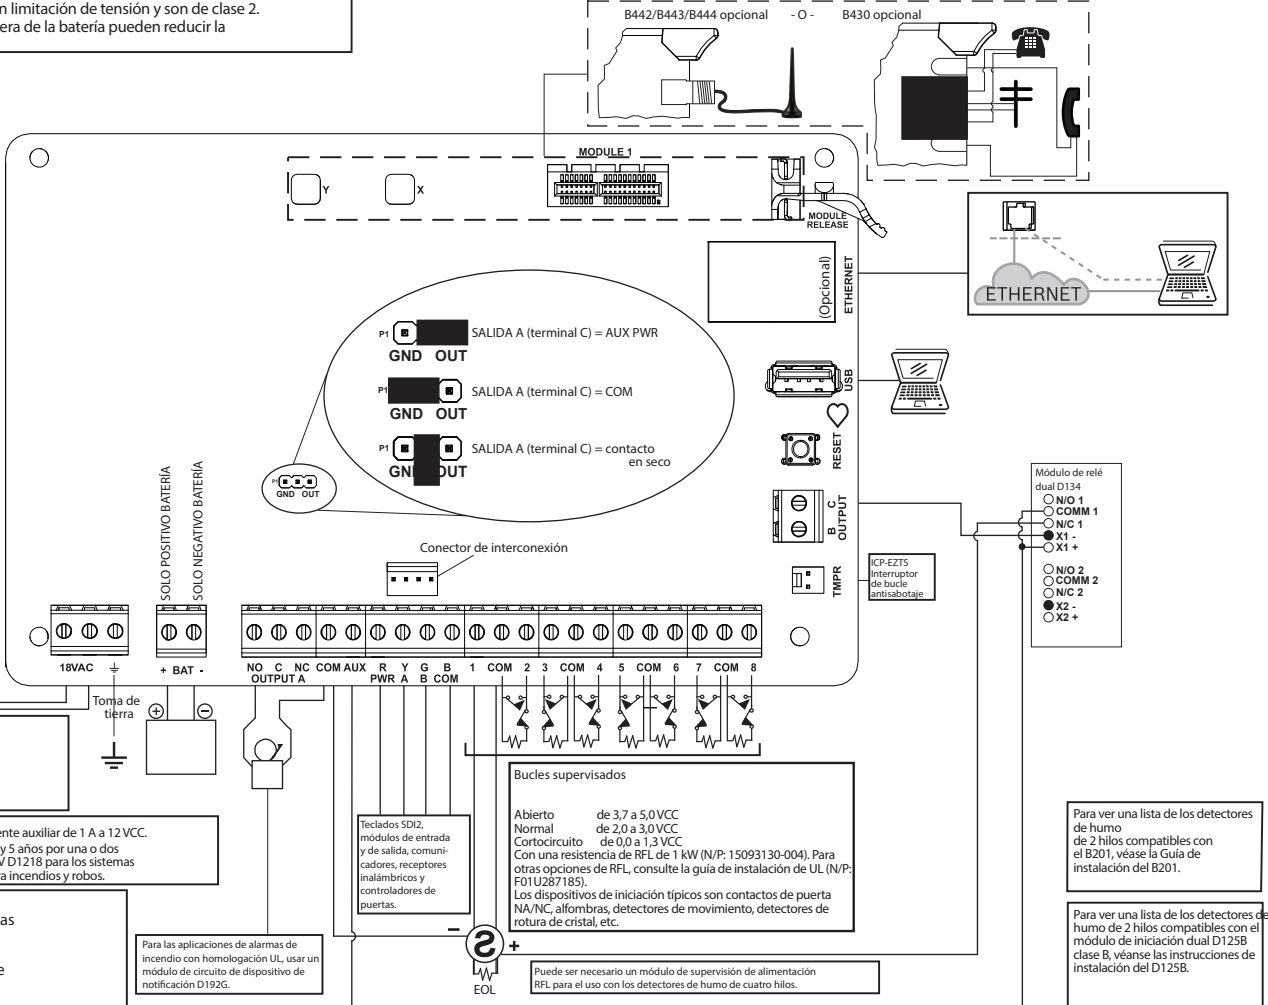 n limitación de tensión y son de clase 2.
era de la batería pueden reducir la
B442/B443/B444 opcional - O - B430 opcional
MODULE 1
Y
X
MODULE
RELEASE
(Opcional)
ETHERNET
ETHERNET
P1
SALIDA A (terminal C) = AUX PWR
GND OUT
P1
SALIDA A (terminal C) = COM
GND OUT
P1
SALIDA A (terminal C) = contacto
en seco
GN OUT
USB
RESET
P1
GND OUT
SOLO POSITIVO BATERÍA
SOLO NEGATIVO BATERÍA
C
B
OUTPUT
Conector de interconexión
TMPR
ICP-EZTS
Interruptor
de bucle
antisabotaje
Módulo de relé
dual D134
N/O 1
COMM 1
N/C 1
X1 -
X1 +
N/O 2
COMM 2
N/C 2
X2 -
X2 +
18VAC
+ BAT -
NO C NC COM AUX R Y G B 1 COM 2 3 COM 4 5 COM 6 7 COM 8
OUTPUT A PWR A B COM
Toma de
tierra
+
-
Bucles supervisados
Abierto de 3,7 a 5,0 VCC
Normal de 2,0 a 3,0 VCC
Cortocircuito de 0,0 a 1,3 VCC
Con una resistencia de RFL de 1 kW (N/P: 15093130-004). Para
otras opciones de RFL, consulte la guía de instalación de UL (N/P:
F01U287185).
Los dispositivos de iniciación típicos son contactos de puerta
NA/NC, alfombras, detectores de movimiento, detectores de
rotura de cristal, etc.
Teclados SDI2,
módulos de entrada
y de salida, comuni-
cadores, receptores
inalámbricos y
controladores de
puertas.
ente auxiliar de 1 A a 12 VCC.
y 5 años por una o dos
V D1218 para los sistemas
a incendios y robos.
as
e
Para las aplicaciones de alarmas de
incendio con homologación UL, usar un
módulo de circuito de dispositivo de
notificación D192G.
-
+
EOL
Puede ser necesario un módulo de supervisión de alimentación
RFL para el uso con los detectores de humo de cuatro hilos.
Para ver una lista de los detectores
de humo
de 2 hilos compatibles con
el B201, véase la Guía de
instalación del B201.
Para ver una lista de los detectores de
humo de 2 hilos compatibles con el
módulo de iniciación dual D125B
clase B, véanse las instrucciones de
instalación del D125B.